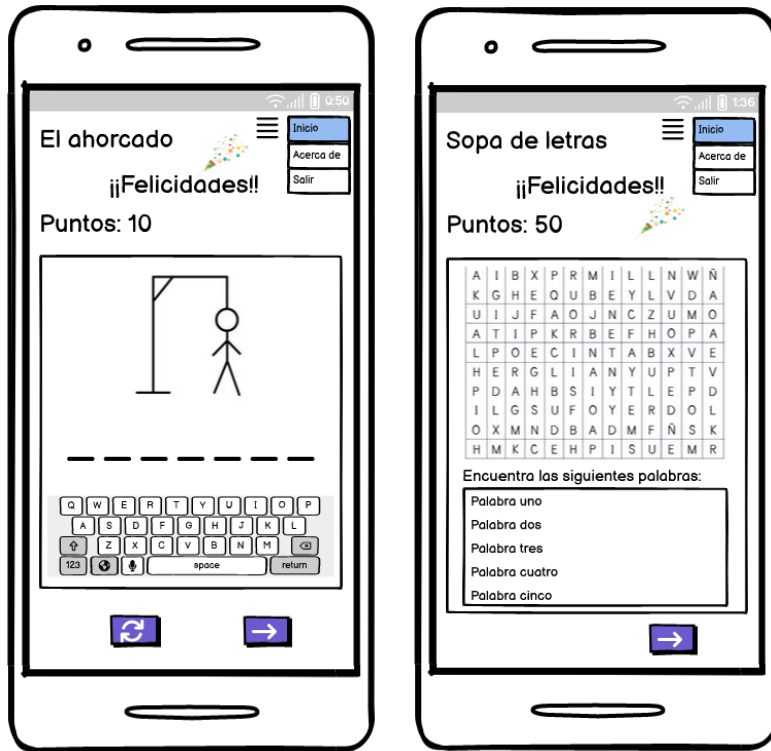 0:50
El ahorcado
Inicio
Acerca de
Salir
¡¡Felicidades!!
Puntos: 10
Q W E R T Y U I O P
A S D F G H J K L
Z X C V B N M
123 space return
1:36
Sopa de letras
Inicio
Acerca de
Salir
¡¡Felicidades!!
Puntos: 50
A I B X P R M I L L N W Ñ
K G H E Q U B E Y L V D A
U I J F A O J N C Z U M O
A T I P K R B E F H O P A
L P O E C I N T A B X V E
H E R G L I A N Y U P T V
P D A H B S I Y T L E P D
I L G S U F O Y E R D O L
O X M N D B A D M F Ñ S K
H M K C E H P I S U E M R
Encuentra las siguientes palabras:
Palabra uno
Palabra dos
Palabra tres
Palabra cuatro
Palabra cinco